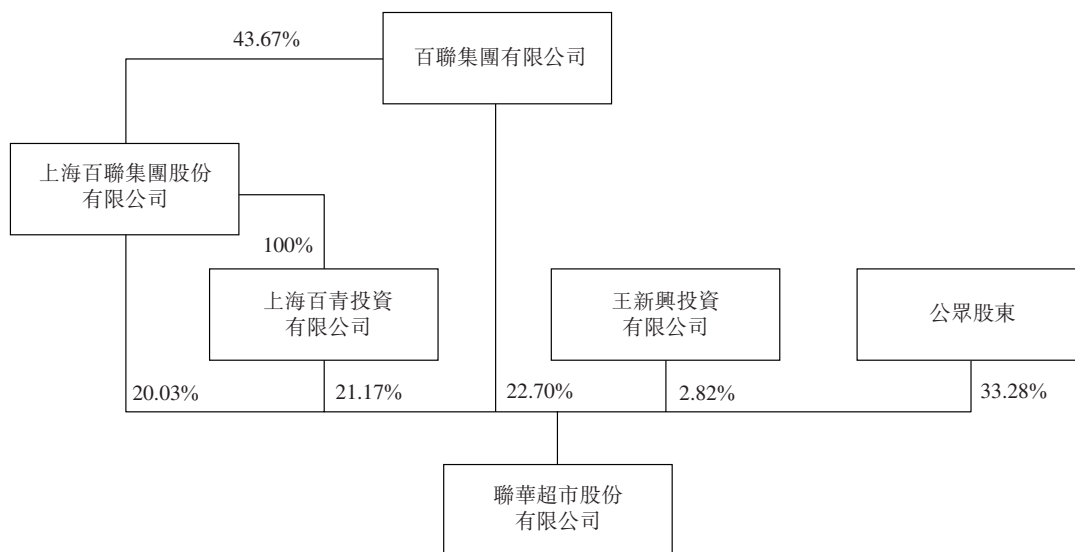 43.67%
百聯集團有限公司
上海百聯集團股份
有限公司
100%
上海百青投資
有限公司
王新興投資
有限公司
公眾股東
20.03%
21.17%
22.70%
2.82%
33.28%
聯華超市股份
有限公司